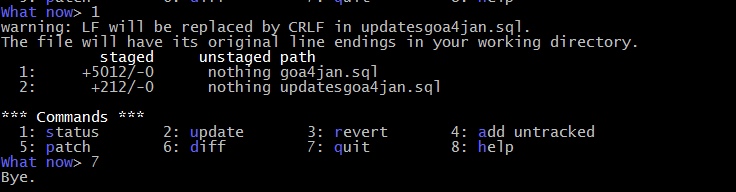 What now> 1
warning: LF will be replaced by CRLF in updatesgoa4jan.sql.
The file will have its original line endings in your working directory.
staged unstaged path
1: +5012/-0 nothing goa4jan.sql
2: +212/-0 nothing updatesgoa4jan.sql
*** Commands ***
1: status 2: update 3: revert 4: add untracked
5: patch 6: diff 7: quit 8: help
What now> 7
Bye.